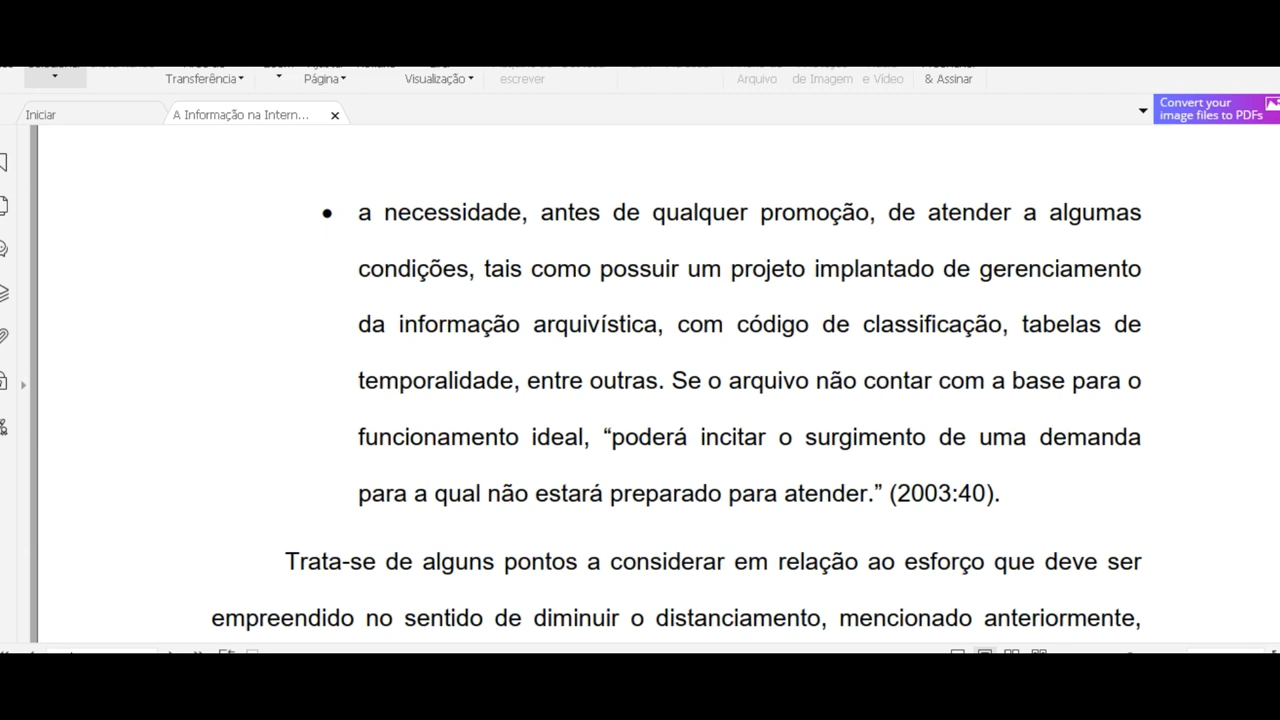 Transferência
Página
Visualização
escrever
Arquivo
de Imagem
e Vídeo
& Assinar
Iniciar
A Informação na Intern...
Convert your
image files to PDFs
• a necessidade, antes de qualquer promoção, de atender a algumas
condições, tais como possuir um projeto implantado de gerenciamento
da informação arquivística, com código de classificação, tabelas de
temporalidade, entre outras. Se o arquivo não contar com a base para o
funcionamento ideal, “poderá incitar o surgimento de uma demanda
para a qual não estará preparado para atender.” (2003:40).
Trata-se de alguns pontos a considerar em relação ao esforço que deve ser
empreendido no sentido de diminuir o distanciamento, mencionado anteriormente,